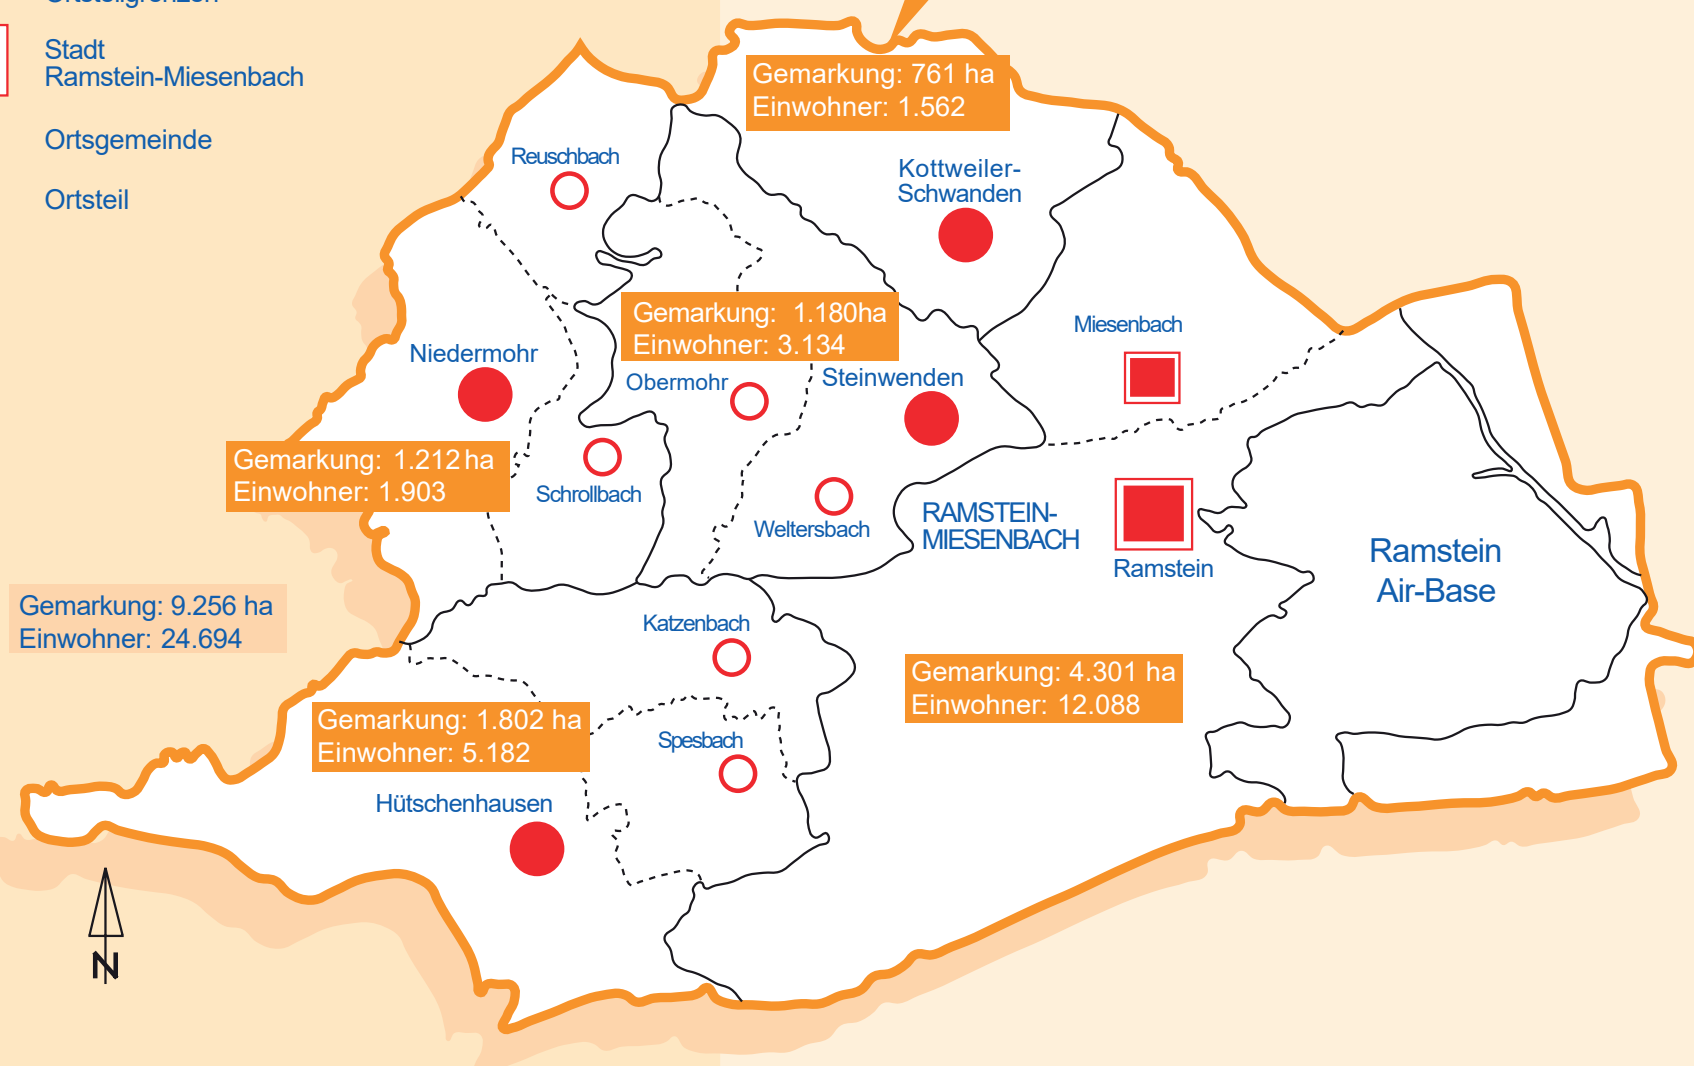 Stadt
Ramstein-Miesenbach
Ortsgemeinde
Ortsteil
Gemarkung: 761 ha
Einwohner: 1.562
Reuschbach
Kottweiler-
Schwanden
Gemarkung: 1.180ha
Einwohner: 3.134
Miesenbach
Niedermohr
Obermohr
Steinwenden
Gemarkung: 1.212 ha
Einwohner: 1.903
Schrollbach
Weltersbach
RAMSTEIN-
MIESENBACH
Ramstein
Ramstein
Air-Base
Gemarkung: 9.256 ha
Einwohner: 24.694
Katzenbach
Gemarkung: 4.301 ha
Einwohner: 12.088
Gemarkung: 1.802 ha
Einwohner: 5.182
Spesbach
Hütschenhausen
N